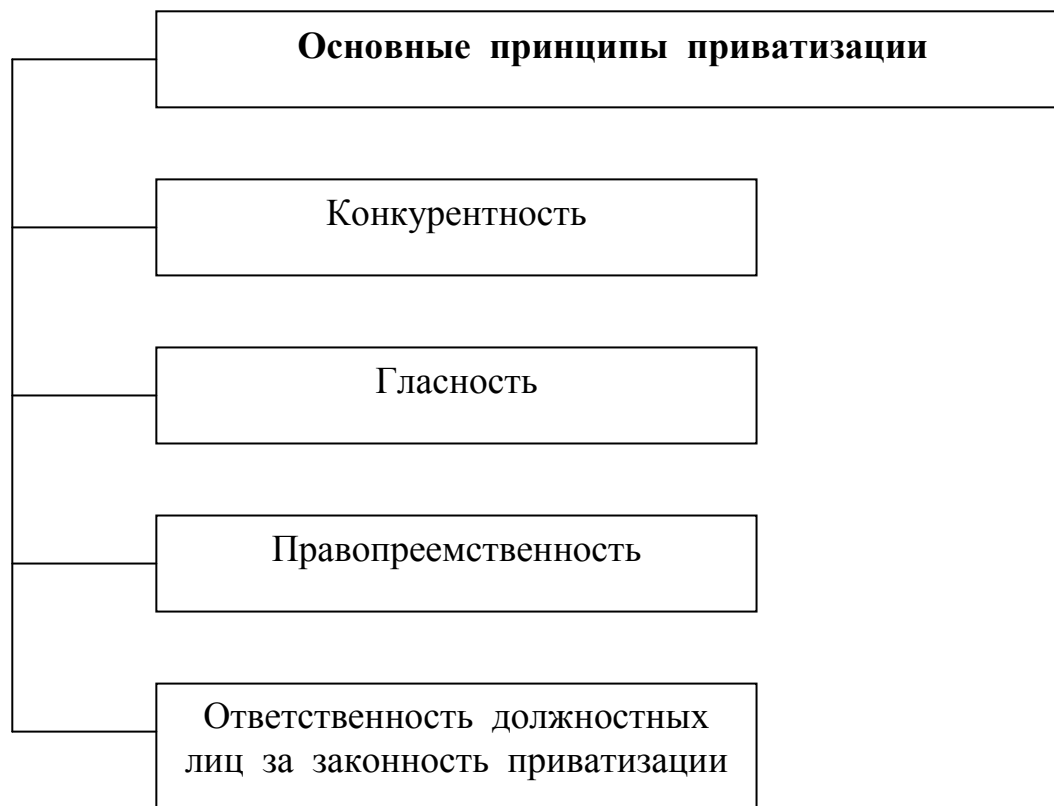 Основные принципы приватизации
Конкурентность
Гласность
Правопреемственность
Ответственность должностных
лиц за законность приватизации